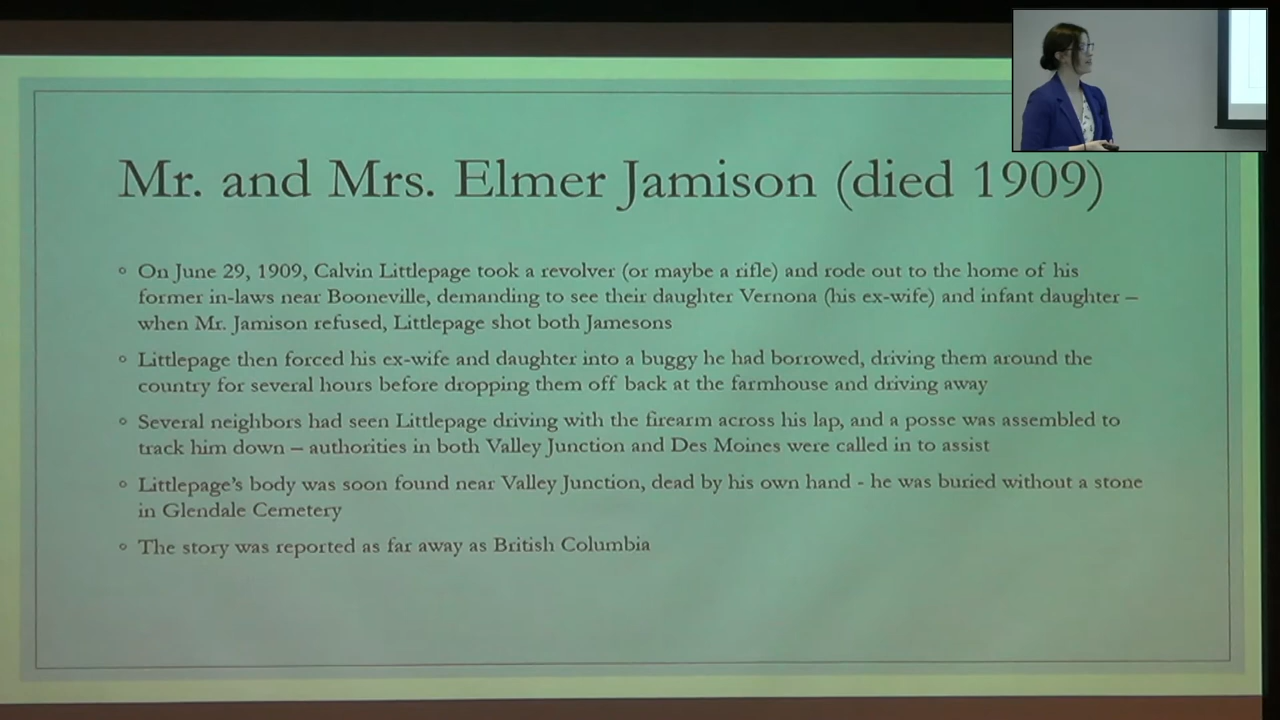 Mr. and Mrs. Elmer Jamison (died 1909)
◦ On June 29, 1909, Calvin Littlepage took a revolver (or maybe a rifle) and rode out to the home of his
former in-laws near Booneville, demanding to see their daughter Vernona (his ex-wife) and infant daughter –
when Mr. Jamison refused, Littlepage shot both Jamesons
◦ Littlepage then forced his ex-wife and daughter into a buggy he had borrowed, driving them around the
country for several hours before dropping them off back at the farmhouse and driving away
◦ Several neighbors had seen Littlepage driving with the firearm across his lap, and a posse was assembled to
track him down – authorities in both Valley Junction and Des Moines were called in to assist
◦ Littlepage's body was soon found near Valley Junction, dead by his own hand - he was buried without a stone
in Glendale Cemetery
◦ The story was reported as far away as British Columbia